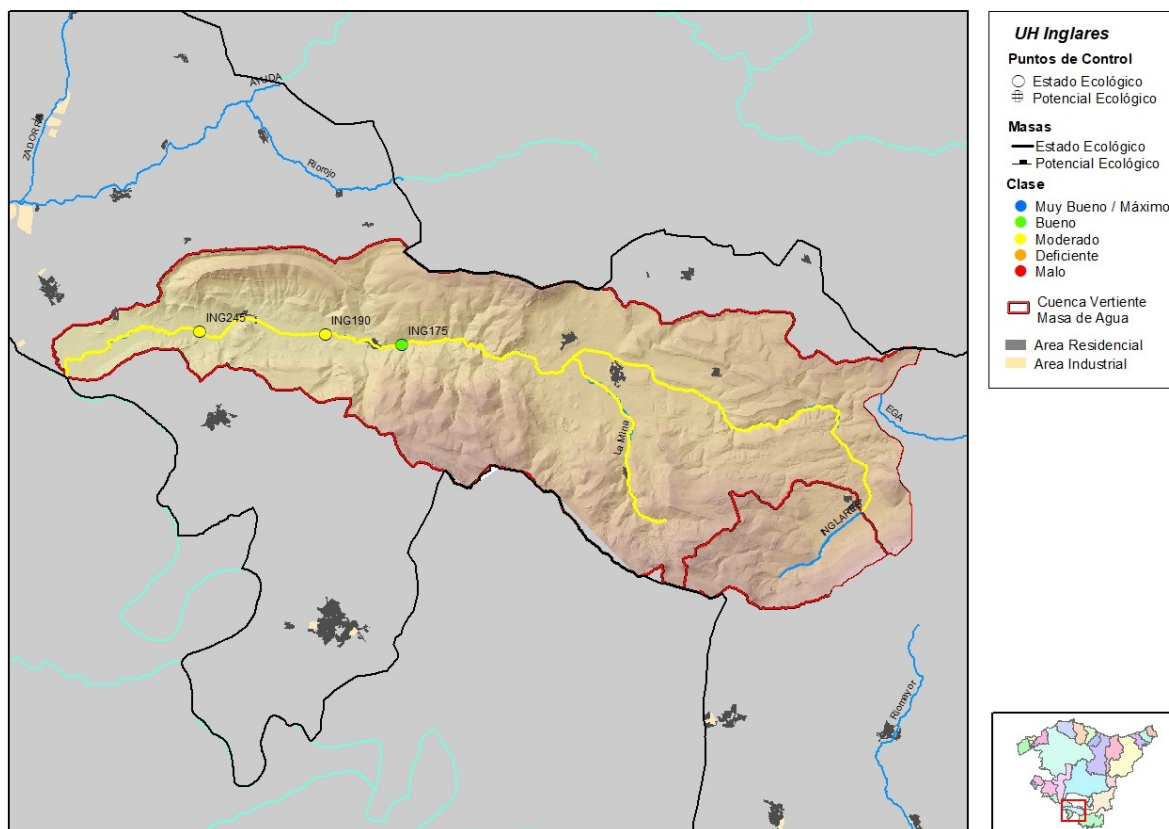 AYUDA
ZADORRA
Riorojo
ING245
ING190
ING175
La Mina
EGA
INGLARES
Riomayor
UH Inglares
Puntos de Control
Estado Ecológico
Potencial Ecológico
Masas
Estado Ecológico
Potencial Ecológico
Clase
Muy Bueno / Máximo
Bueno
Moderado
Deficiente
Malo
Cuenca Vertiente
Masa de Agua
Area Residencial
Area Industrial